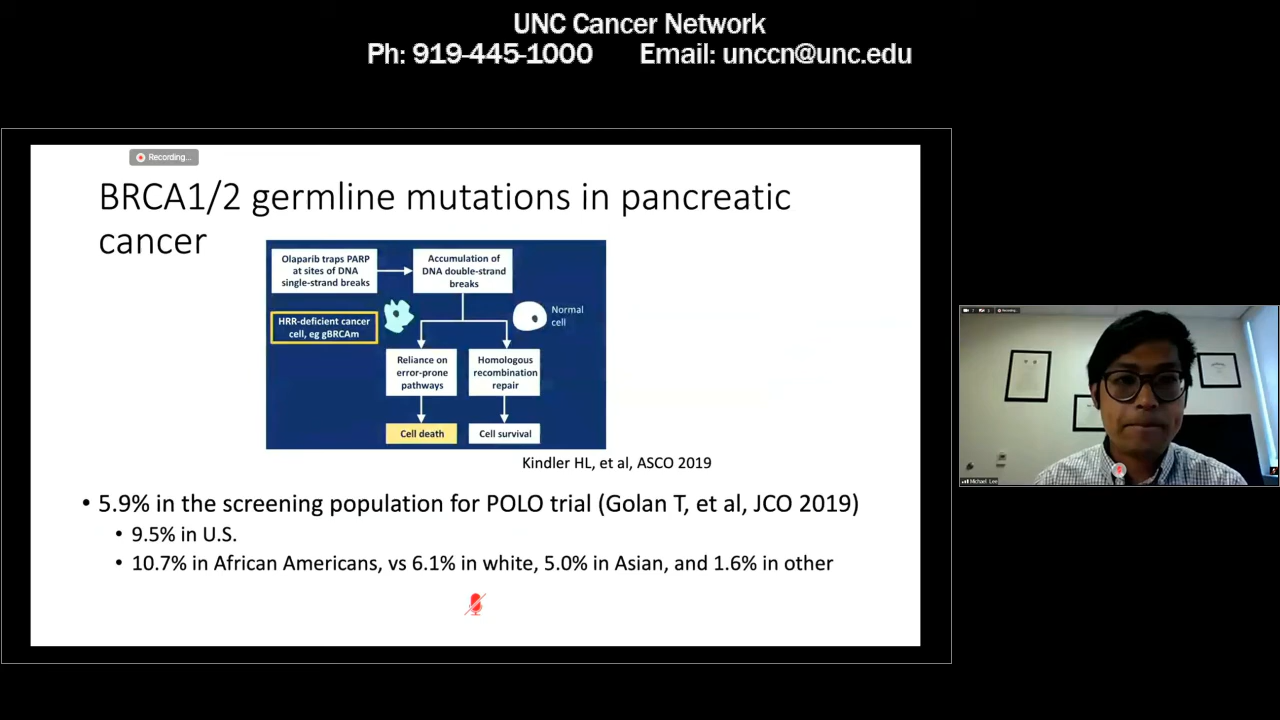 UNC Cancer Network
Ph: 919-445-1000 Email: unccn@unc.edu
Recording...
BRCA1/2 germline mutations in pancreatic
cancer
Olaparib traps PARP
at sites of DNA
single-strand breaks
Accumulation of
DNA double-strand
breaks
HRR-deficient cancer
cell, eg gBRCAm
Normal
cell
Reliance on
error-prone
pathways
Homologous
recombination
repair
Cell death
Cell survival
Kindler HL, et al, ASCO 2019
• 5.9% in the screening population for POLO trial (Golan T, et al, JCO 2019)
• 9.5% in U.S.
• 10.7% in African Americans, vs 6.1% in white, 5.0% in Asian, and 1.6% in other
Recording...
Michael Lee